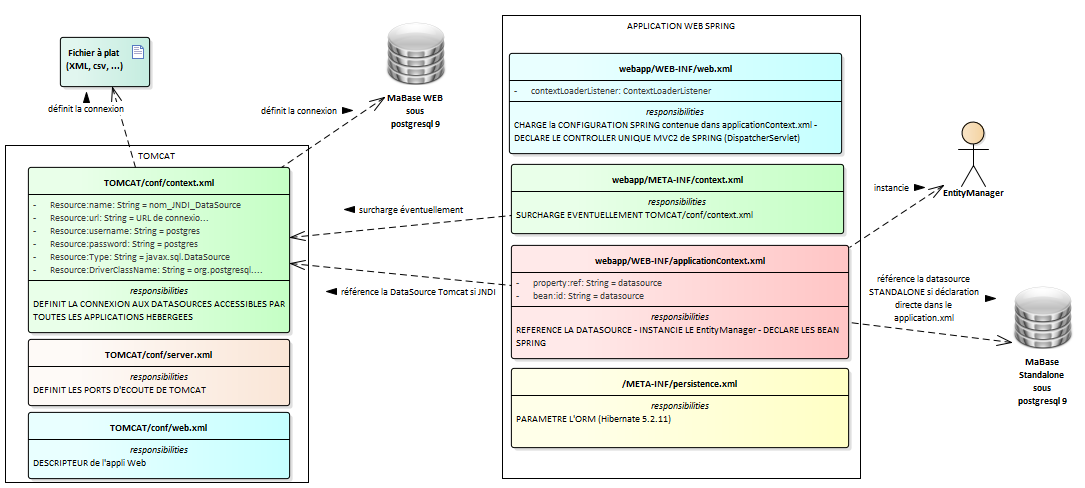 Fichier à plat
(XML, csv, ...)
définit la connexion
définit la connexion
MaBase WEB
sous
postgresql 9
TOMCAT
TOMCAT/conf/context.xml
- Resource:name: String = nom_JNDI_DataSource
- Resource:url: String = URL de connexio...
- Resource:username: String = postgres
- Resource:password: String = postgres
- Resource:Type: String = javax.sql.DataSource
- Resource:DriverClassName: String = org.postgresql....
responsibilities
DEFINIT LA CONNEXION AUX DATASOURCES ACCESSIBLES PAR
TOUTES LES APPLICATIONS HEBERGEES
TOMCAT/conf/server.xml
responsibilities
DEFINIT LES PORTS D'ECOUTE DE TOMCAT
TOMCAT/conf/web.xml
responsibilities
DESCRIPTEUR de l'appli Web
surcharge éventuellement
référence la DataSource Tomcat si JNDI
APPLICATION WEB SPRING
webapp/WEB-INF/web.xml
- contextLoaderListener: ContextLoaderListener
responsibilities
CHARGE la CONFIGURATION SPRING contenue dans applicationContext.xml -
DECLARE LE CONTROLLER UNIQUE MVC2 de SPRING (DispatcherServlet)
webapp/META-INF/context.xml
responsibilities
SURCHARGE EVENTUELLEMENT TOMCAT/conf/context.xml
webapp/WEB-INF/applicationContext.xml
- property:ref: String = datasource
- bean:id: String = datasource
responsibilities
REFERENCE LA DATASOURCE - INSTANCIE LE EntityManager - DECLARE LES BEAN
SPRING
/META-INF/persistence.xml
responsibilities
PARAMETRE L'ORM (Hibernate 5.2.11)
instancie
EntityManager
référence la datasource
STANDALONE si déclaration
directe dans le
application.xml
MaBase
Standalone
sous
postgresql 9